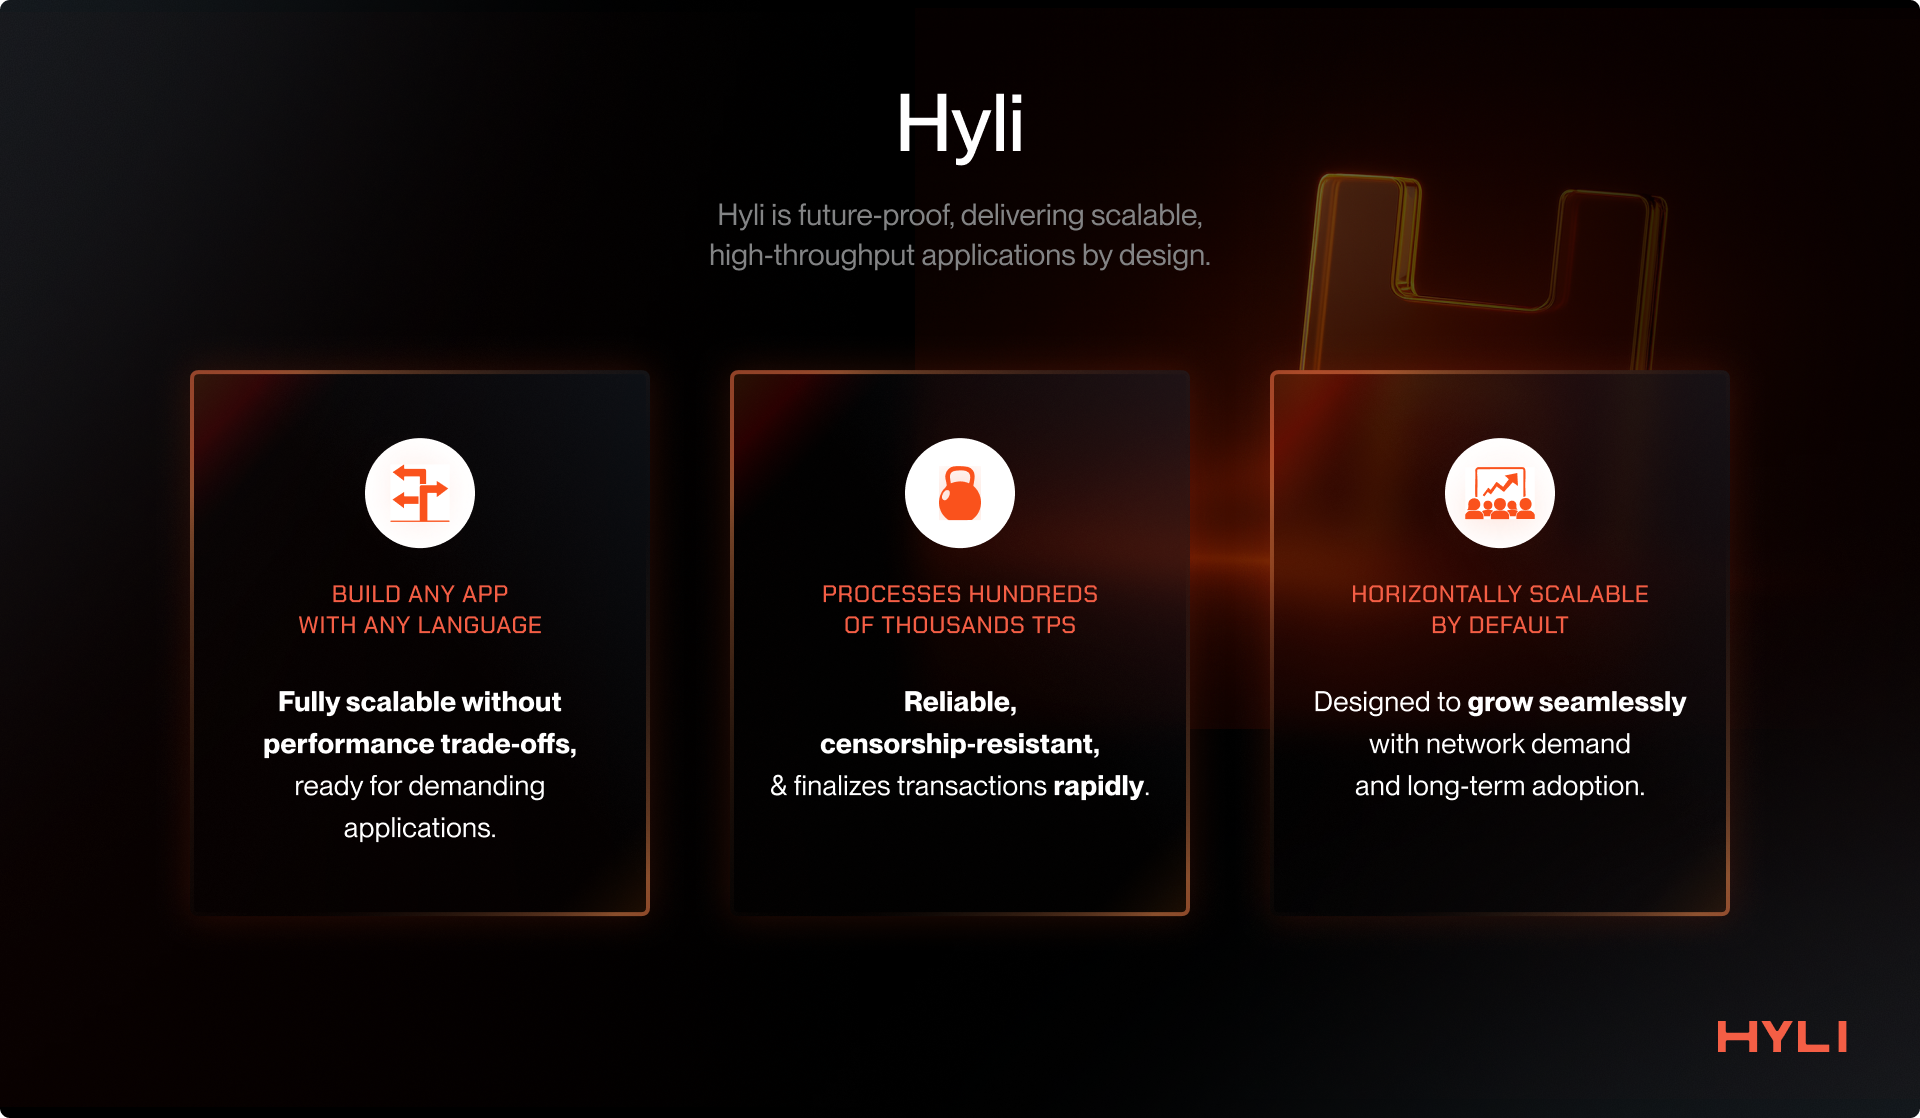 Hyli
Hyli is future-proof, delivering scalable,
high-throughput applications by design.
BUILD ANY APP
WITH ANY LANGUAGE
Fully scalable without
performance trade-offs,
ready for demanding
applications.
PROCESSES HUNDREDS
OF THOUSANDS TPS
Reliable,
censorship-resistant,
& finalizes transactions rapidly.
HORIZONTALLY SCALABLE
BY DEFAULT
Designed to grow seamlessly
with network demand
and long-term adoption.
HYLI